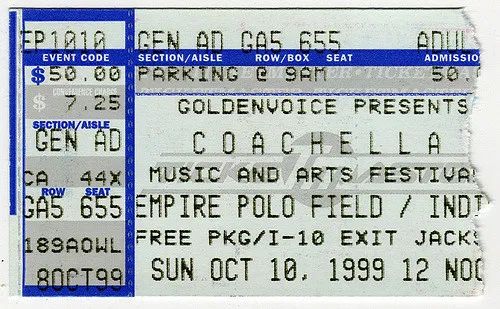 EP1010 GEN AD GA5 655 ADUL
EVENT CODE SECTION/AISLE ROW/BOX SEAT ADMISSIO
$ 50.00 PARKING @ 9AM 50.
CONVENIENCE CHARGE
$ 7.25 GOLDENVOICE PRESENTS
SECTION/AISLE
GEN AD COACHELLA
CA 44X MUSIC AND ARTS FESTIVA
ROW SEAT
GA5 655 EMPIRE POLO FIELD / INDI
189AOWL FREE PKG/I-10 EXIT JACKS
8OCT99 SUN OCT 10, 1999 12 NOO